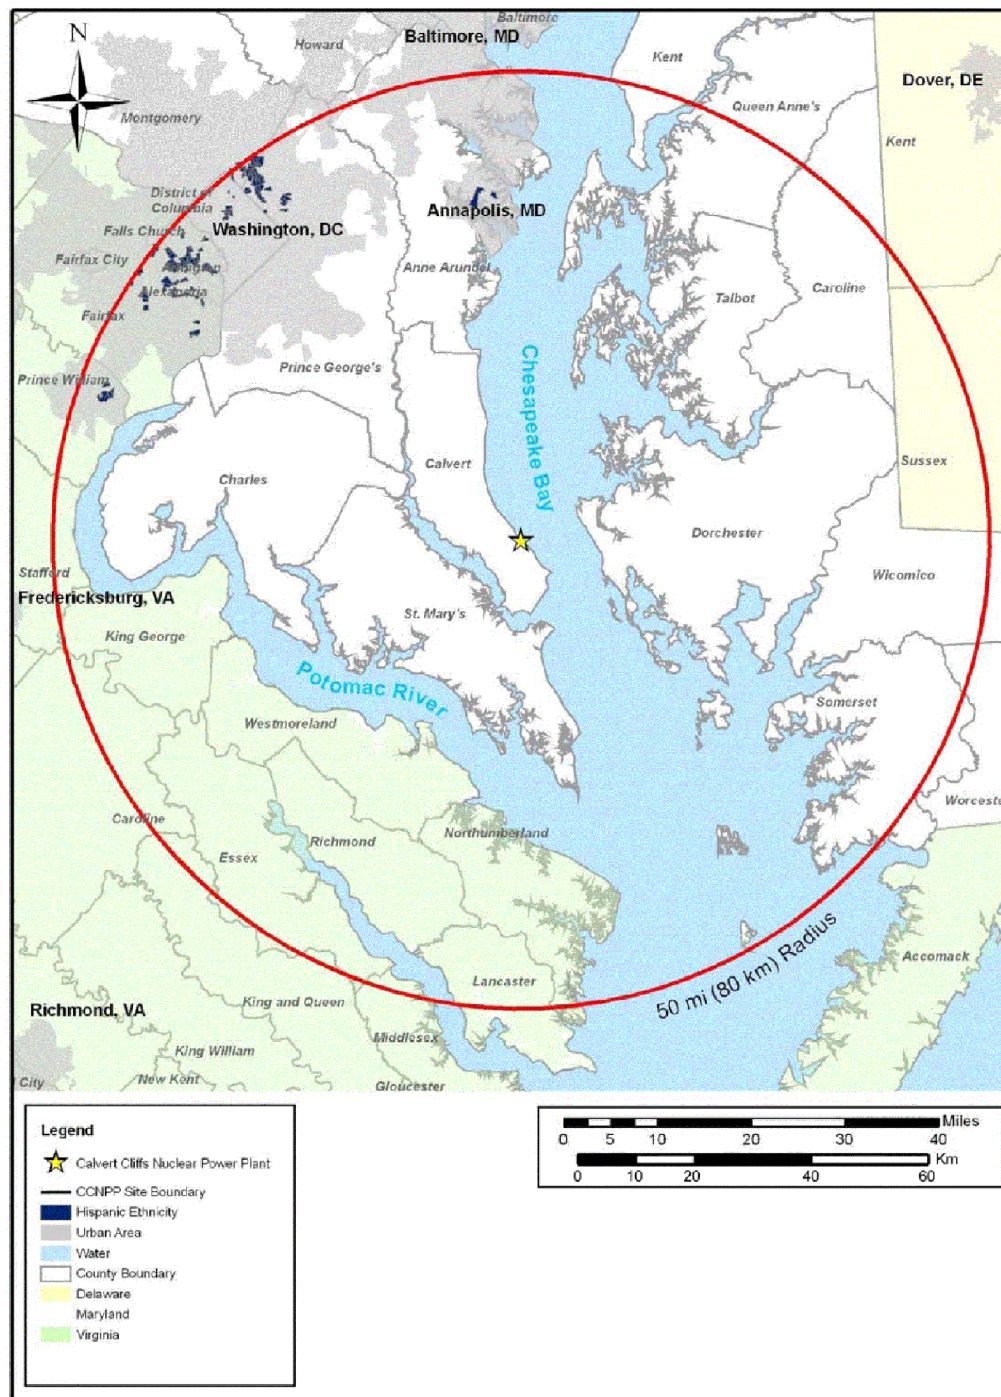 N
Baltimore
Baltimore, MD
Howard
Kent
Dover, DE
Queen Anne's
Montgomery
Kent
District of
Columbia
Annapolis, MD
Washington, DC
Falls Church
Fairfax City
Arlington
Anne Arundel
Alexandria
Talbot
Caroline
Fairfax
Prince George's
Prince William
Chesapeake Bay
Calvert
Sussex
Charles
Dorchester
Stafford
Wicomico
Fredericksburg, VA
St. Mary's
King George
Potomac River
Somerset
Westmoreland
Worcester
Caroline
Northumberland
Richmond
Essex
50 mi (80 km) Radius
Accomack
Lancaster
King and Queen
Richmond, VA
Middlesex
King William
New Kent
City
Gloucester
Legend
Calvert Cliffs Nuclear Power Plant
CCNPP Site Boundary
Hispanic Ethnicity
Urban Area
Water
County Boundary
Delaware
Maryland
Virginia
Miles
0 5 10 20 30 40
Km
0 10 20 40 60